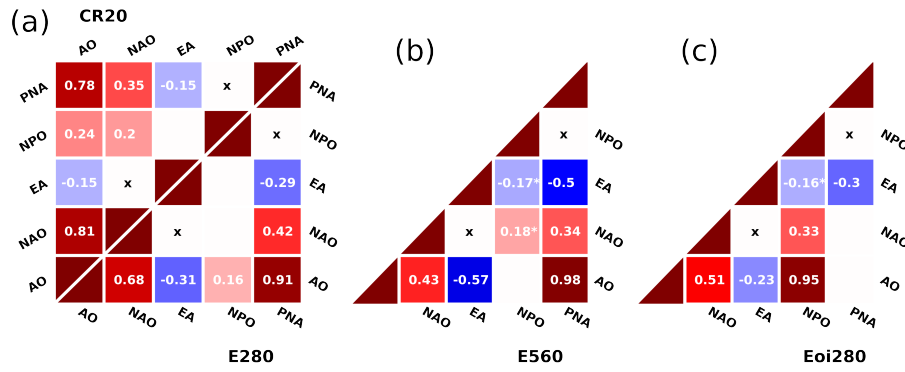 CR20
(a) (b) (c)
AO NAO EA NPO PNA
PNA 0.78 0.35 -0.15 x PNA
NPO 0.24 0.2 x NPO x NPO x NPO
EA -0.15 x -0.29 EA -0.17* -0.5 EA -0.16* -0.3 EA
NAO 0.81 x 0.42 NAO x 0.18* 0.34 NAO x 0.33 NAO
AO 0.68 -0.31 0.16 0.91 AO 0.43 -0.57 0.98 AO 0.51 -0.23 0.95 AO
AO NAO EA NPO PNA NAO EA NPO PNA NAO EA NPO PNA
E280 E560 Eoi280